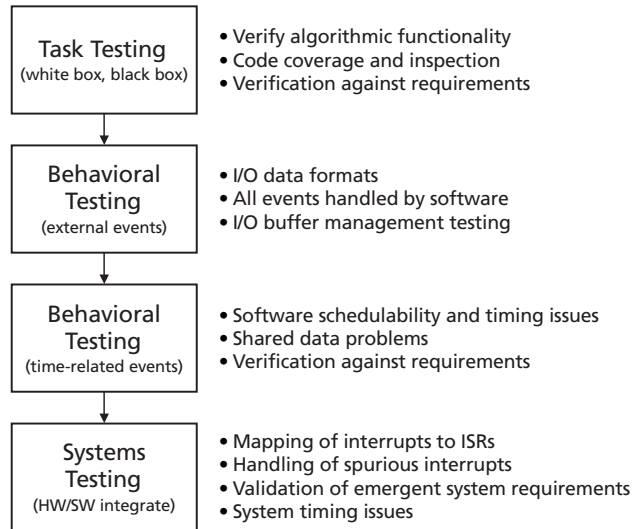 Task Testing
(white box, black box)
• Verify algorithmic functionality
• Code coverage and inspection
• Verification against requirements
Behavioral
Testing
(external events)
• I/O data formats
• All events handled by software
• I/O buffer management testing
Behavioral
Testing
(time-related events)
• Software schedulability and timing issues
• Shared data problems
• Verification against requirements
Systems
Testing
(HW/SW integrate)
• Mapping of interrupts to ISRs
• Handling of spurious interrupts
• Validation of emergent system requirements
• System timing issues